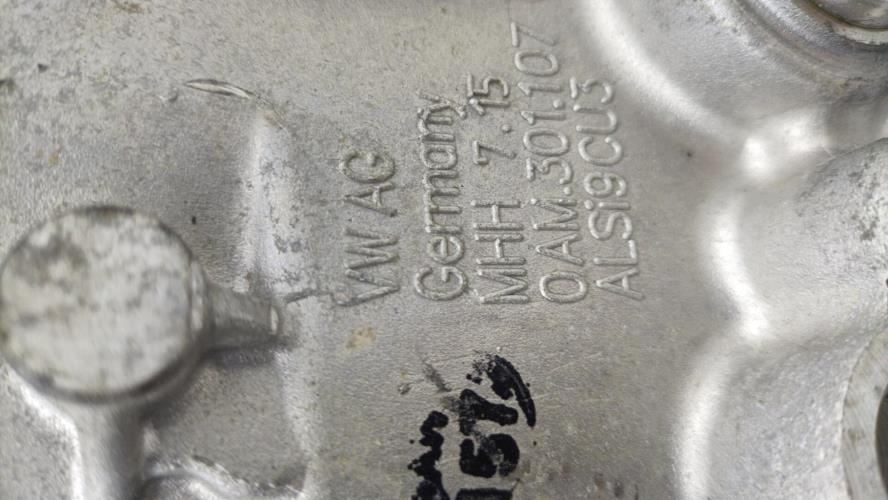 VW AG
Germany
MHH 7.15
0AM.301.107
ALSi9CU3